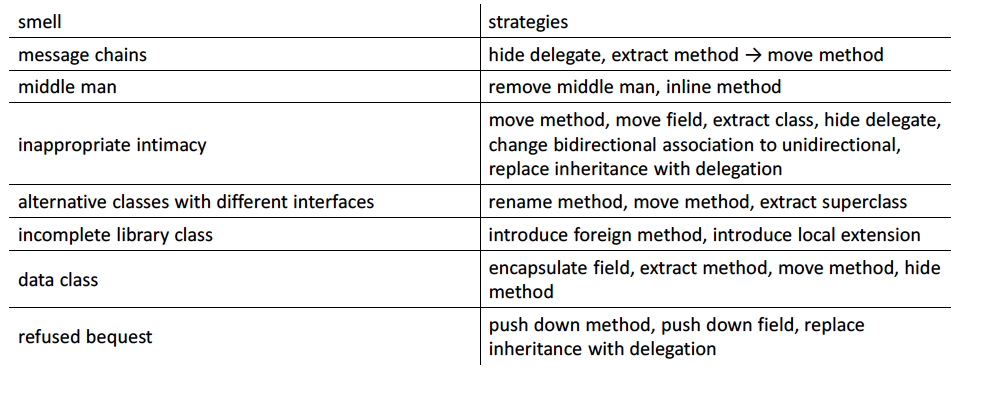 smell strategies
message chains hide delegate, extract method → move method
middle man remove middle man, inline method
move method, move field, extract class, hide delegate,
inappropriate intimacy change bidirectional association to unidirectional,
replace inheritance with delegation
alternative classes with different interfaces rename method, move method, extract superclass
incomplete library class introduce foreign method, introduce local extension
data class encapsulate field, extract method, move method, hide
method
refused bequest push down method, push down field, replace
inheritance with delegation